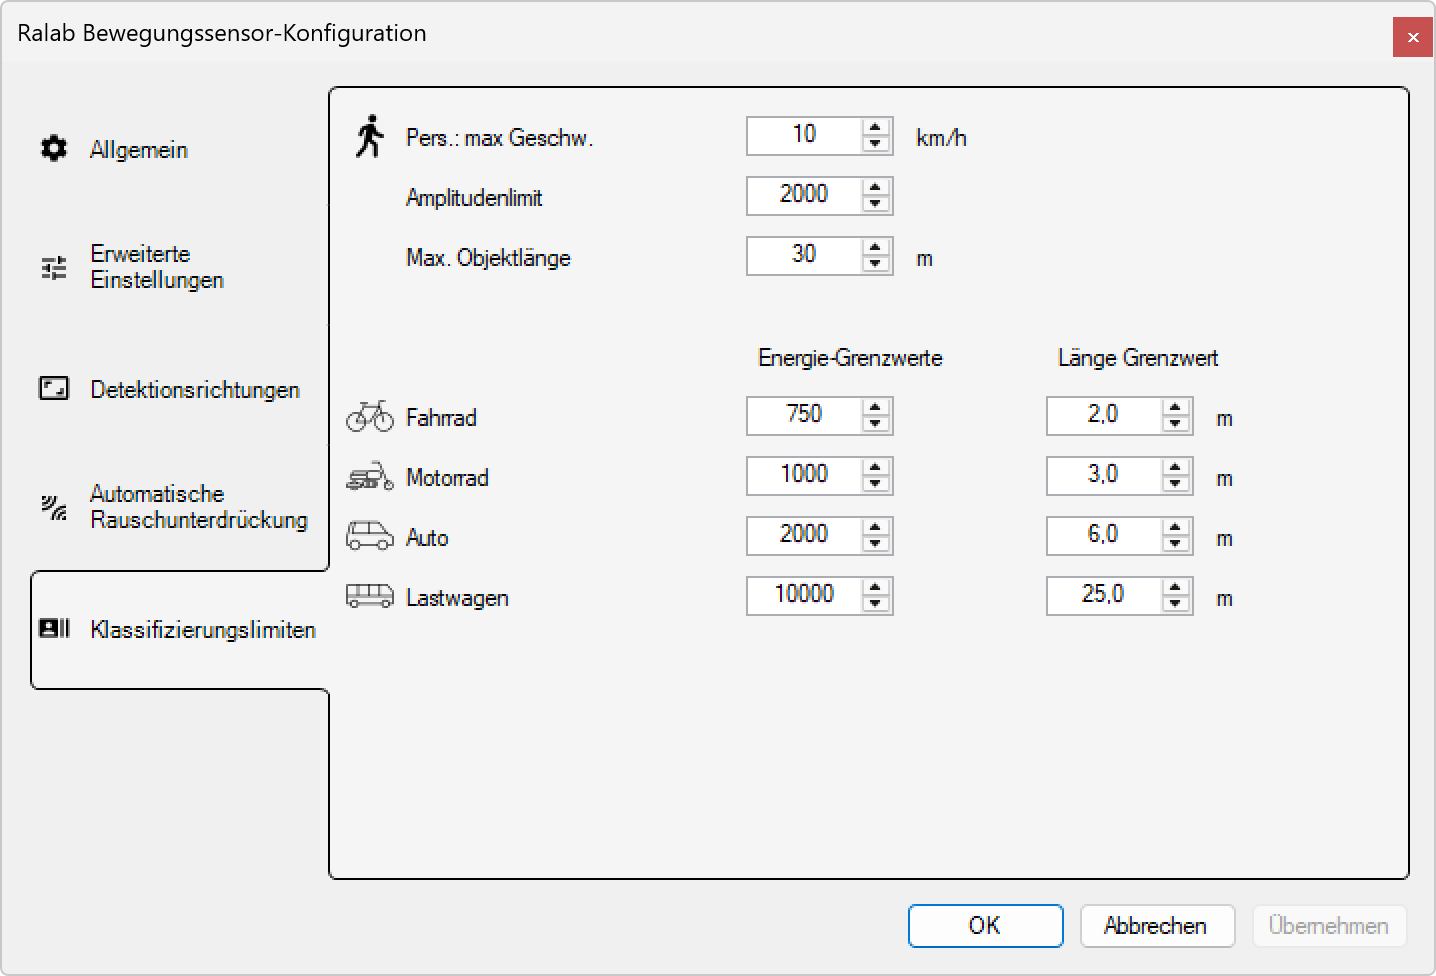 Ralab Bewegungssensor-Konfiguration
Allgemein
Erweiterte
Einstellungen
Detektionsrichtungen
Automatische
Rauschunterdrückung
Klassifizierungslimiten
Pers.: max Geschw. 10 km/h
Amplitudenlimit 2000
Max. Objektlänge 30 m
Energie-Grenzwerte Länge Grenzwert
Fahrrad 750 2,0 m
Motorrad 1000 3,0 m
Auto 2000 6,0 m
Lastwagen 10000 25,0 m
OK Abbrechen Übernehmen